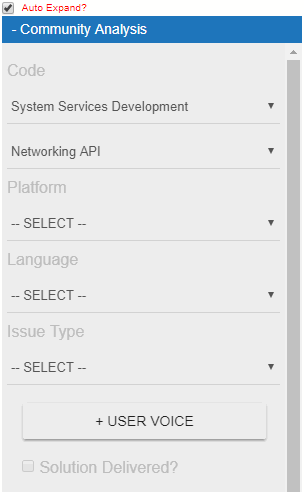 Auto Expand?
- Community Analysis
Code
System Services Development
Networking API
Platform
-- SELECT --
Language
-- SELECT --
Issue Type
-- SELECT --
+ USER VOICE
Solution Delivered?